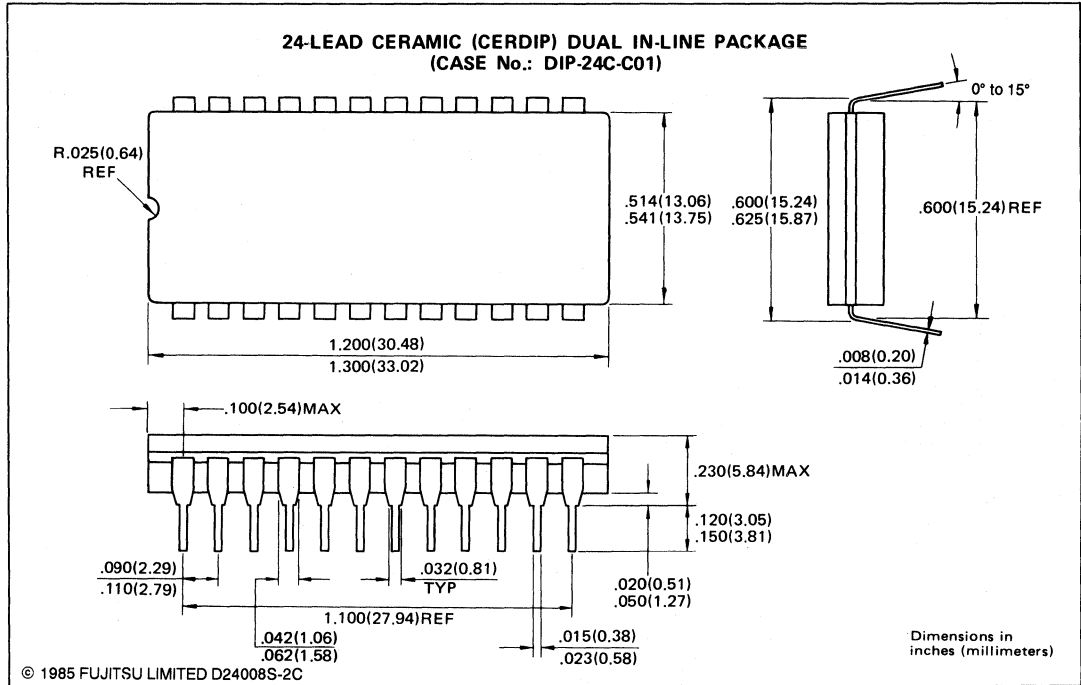 24-LEAD CERAMIC (CERDIP) DUAL IN-LINE PACKAGE
(CASE No.: DIP-24C-C01)
0° to 15°
R.025(0.64)
REF
.514(13.06)
.541(13.75)
.600(15.24)
.625(15.87)
.600(15.24)REF
1.200(30.48)
1.300(33.02)
.008(0.20)
.014(0.36)
.100(2.54)MAX
.230(5.84)MAX
.120(3.05)
.150(3.81)
.090(2.29)
.110(2.79)
.032(0.81)
TYP
.020(0.51)
.050(1.27)
1.100(27.94)REF
.042(1.06)
.062(1.58)
.015(0.38)
.023(0.58)
Dimensions in
inches (millimeters)
© 1985 FUJITSU LIMITED D24008S-2C